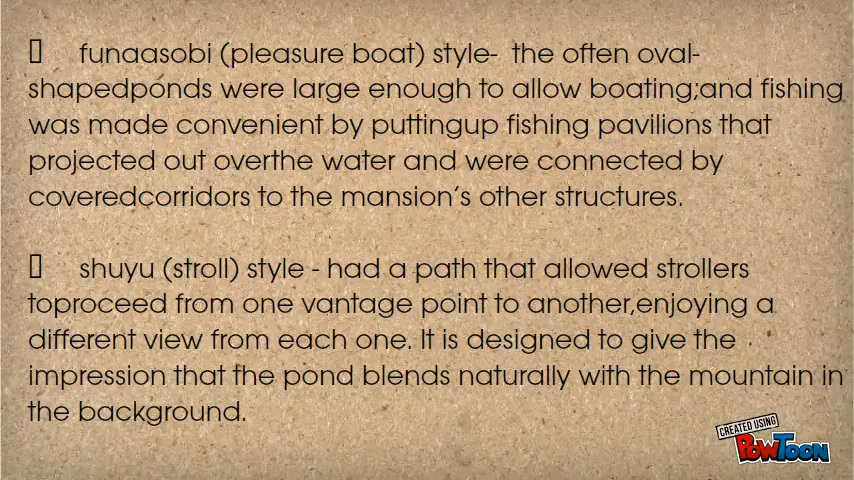 funaasobi (pleasure boat) style-  the often oval-
shapedponds were large enough to allow boating;and fishing
was made convenient by puttingup fishing pavilions that
projected out overthe water and were connected by
coveredcorridors to the mansion’s other structures.
shuyu (stroll) style - had a path that allowed strollers
toproceed from one vantage point to another,enjoying a
different view from each one. It is designed to give the
impression that the pond blends naturally with the mountain in
the background.
CREATED USING
POWTOON